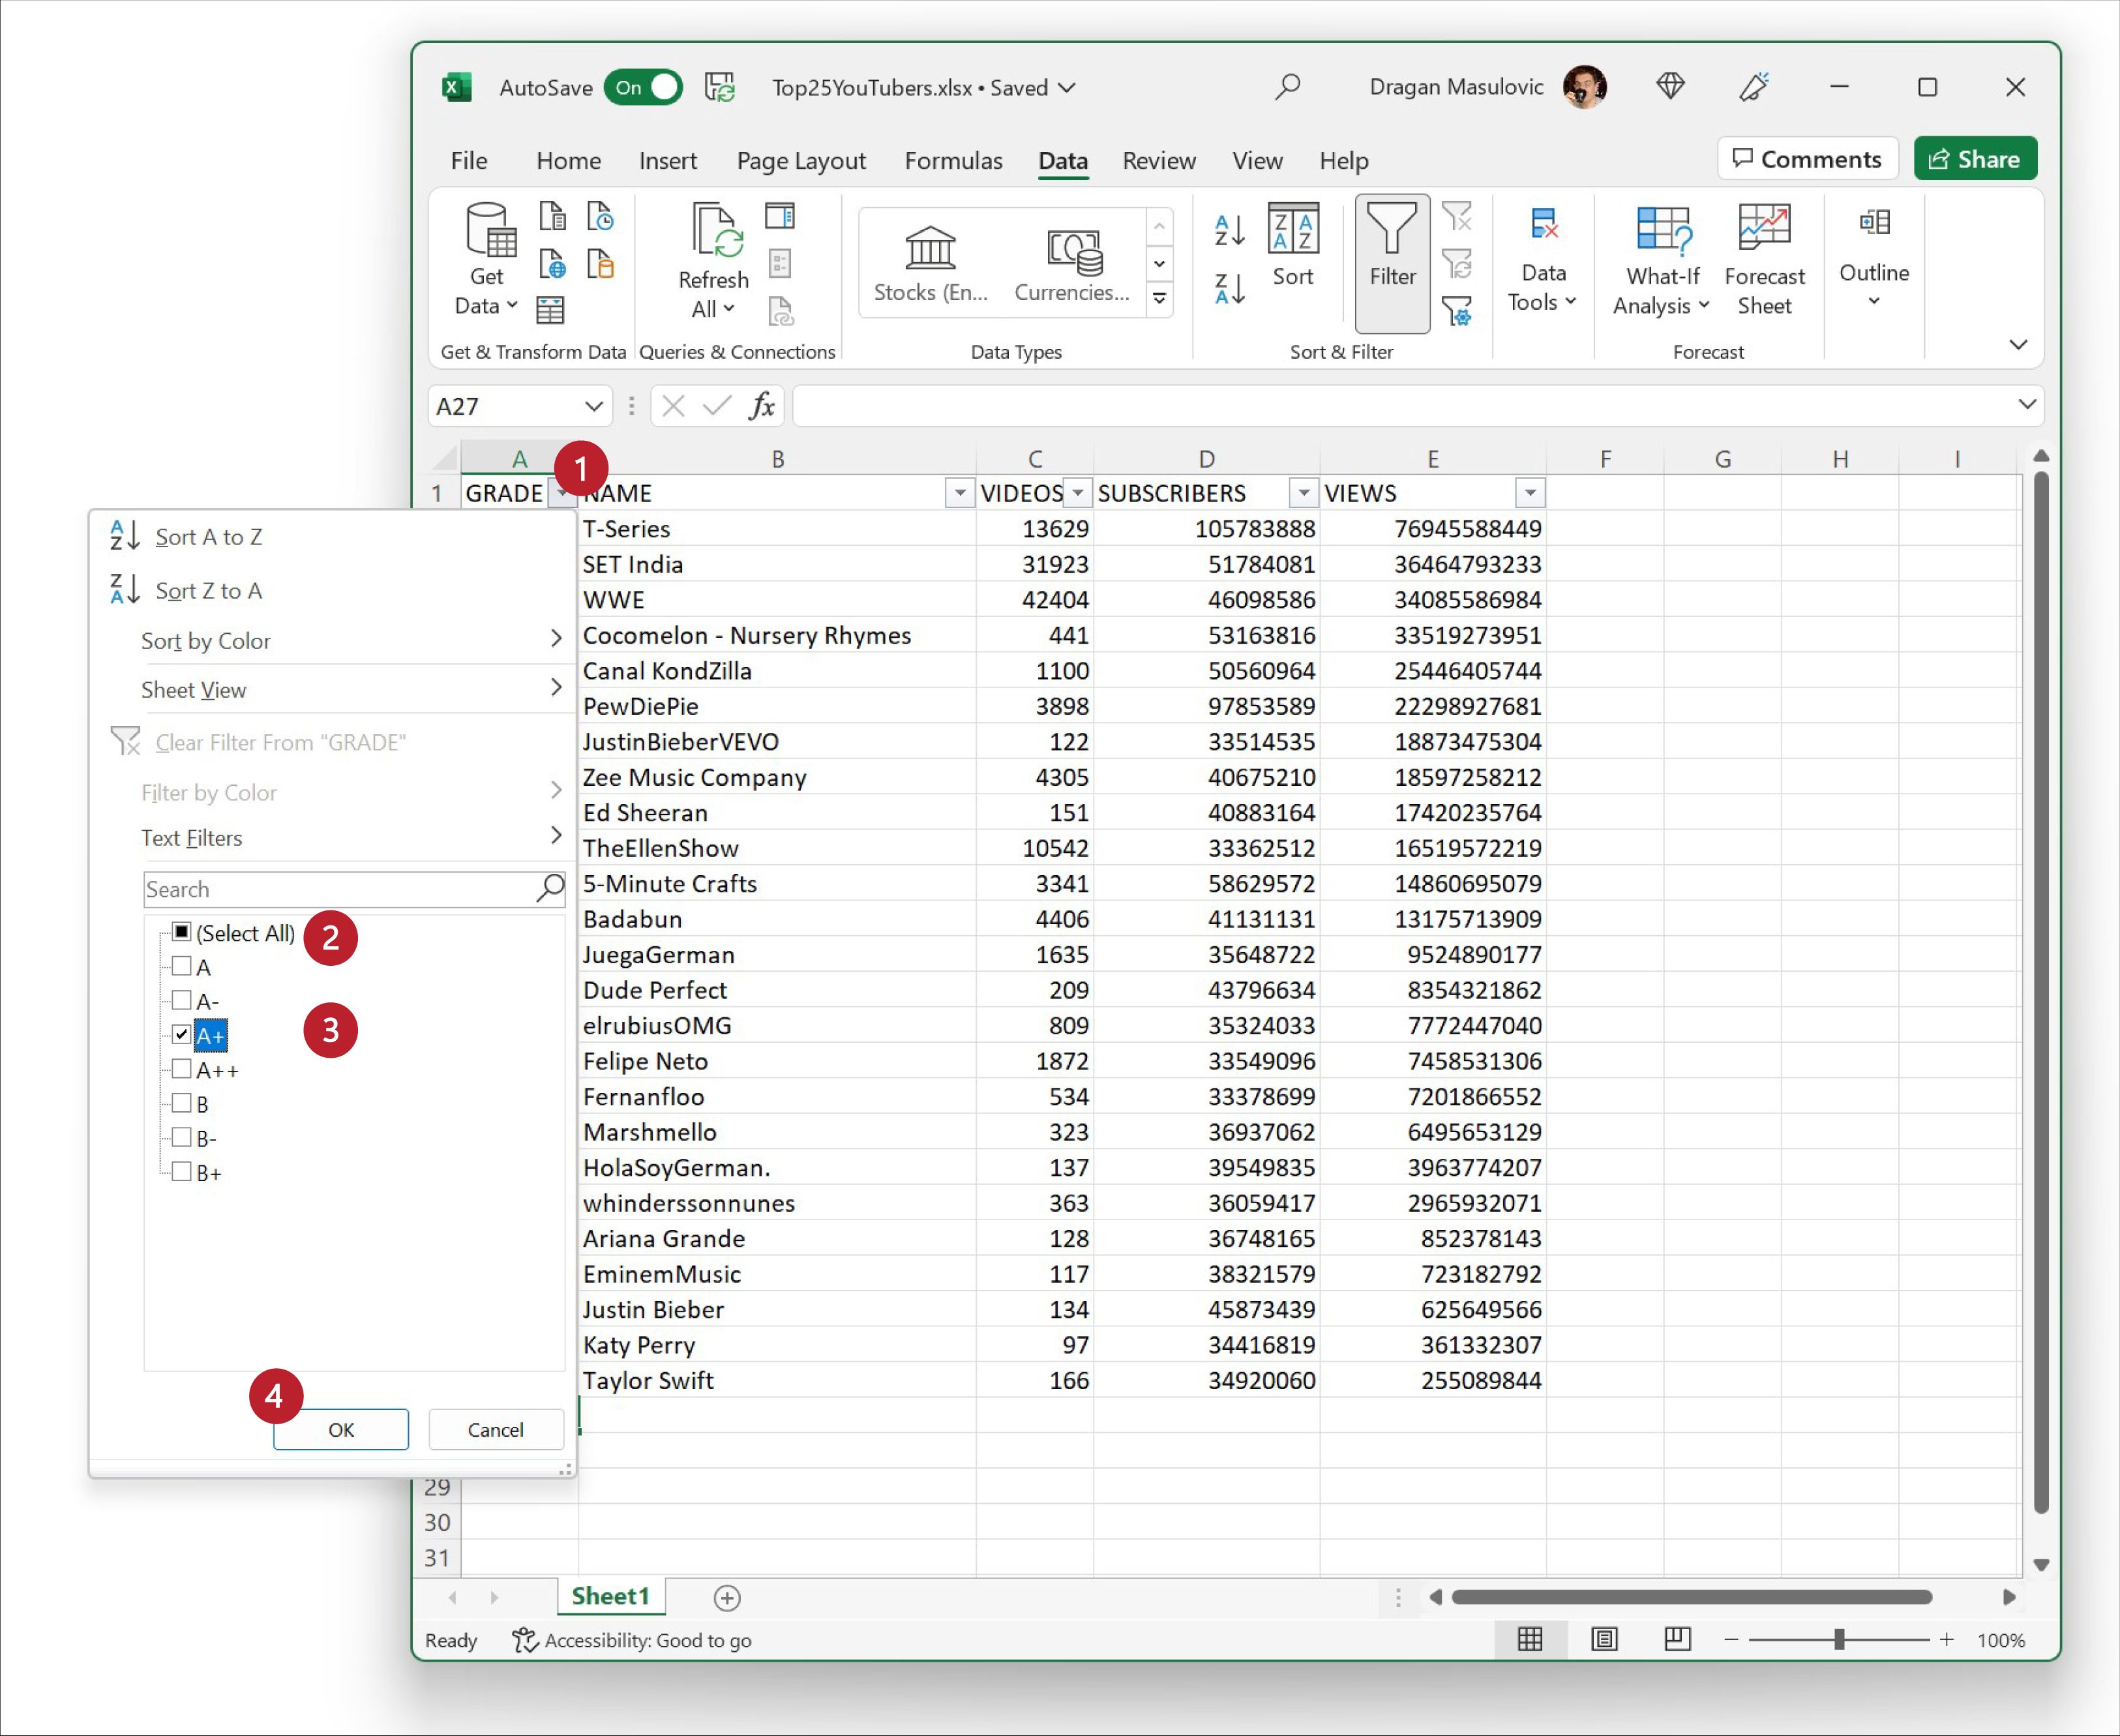 AutoSave On Top25YouTubers.xlsx • Saved Dragan Masulovic
File Home Insert Page Layout Formulas Data Review View Help Comments Share
Get Data
Refresh All
Stocks (En... Currencies...
A Z
Z A
Z A A Z
Sort
Filter
Data Tools
What-If Analysis
Forecast Sheet
Outline
Get & Transform Data Queries & Connections Data Types Sort & Filter Forecast
A27 fx
A B C D E F G H I
1
1 GRADE NAME VIDEOS SUBSCRIBERS VIEWS
T-Series 13629 105783888 76945588449
SET India 31923 51784081 36464793233
WWE 42404 46098586 34085586984
Cocomelon - Nursery Rhymes 441 53163816 33519273951
Canal KondZilla 1100 50560964 25446405744
PewDiePie 3898 97853589 22298927681
JustinBieberVEVO 122 33514535 18873475304
Zee Music Company 4305 40675210 18597258212
Ed Sheeran 151 40883164 17420235764
TheEllenShow 10542 33362512 16519572219
5-Minute Crafts 3341 58629572 14860695079
Badabun 4406 41131131 13175713909
JuegaGerman 1635 35648722 9524890177
Dude Perfect 209 43796634 8354321862
elrubiusOMG 809 35324033 7772447040
Felipe Neto 1872 33549096 7458531306
Fernanfloo 534 33378699 7201866552
Marshmello 323 36937062 6495653129
HolaSoyGerman. 137 39549835 3963774207
whinderssonnunes 363 36059417 2965932071
Ariana Grande 128 36748165 852378143
EminemMusic 117 38321579 723182792
Justin Bieber 134 45873439 625649566
Katy Perry 97 34416819 361332307
Taylor Swift 166 34920060 255089844
29
30
31
A Z Sort A to Z
Z A Sort Z to A
Sort by Color
Sheet View
Clear Filter From "GRADE"
Filter by Color
Text Filters
Search
(Select All) 2
A
A-
A+ 3
A++
B
B-
B+
4
OK Cancel
Sheet1
Ready Accessibility: Good to go 100%